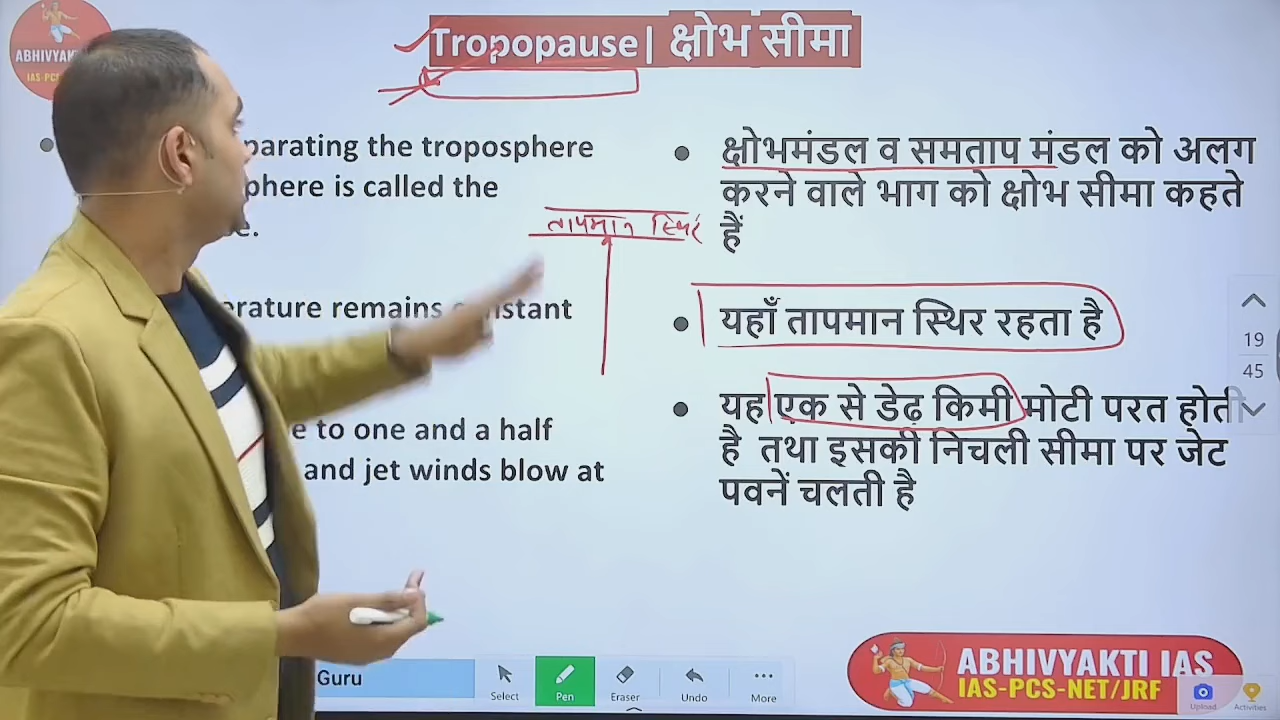 ABHIVYAK
IAS-PCS
Tropopause| क्षोभ सीमा
parating the troposphere
phere is called the
e.
erature remains constant
e to one and a half
and jet winds blow at
तापमान स्थिर
क्षोभमंडल व समताप मंडल को अलग
करने वाले भाग को क्षोभ सीमा कहते
हैं
यहाँ तापमान स्थिर रहता है
यह एक से डेढ़ किमी मोटी परत होती
है तथा इसकी निचली सीमा पर जेट
पवनें चलती है
19
45
Guru
Select
Pen
Eraser
Undo
More
ABHIVYAKTI IAS
IAS-PCS-NET/JRF
Upload
Activities